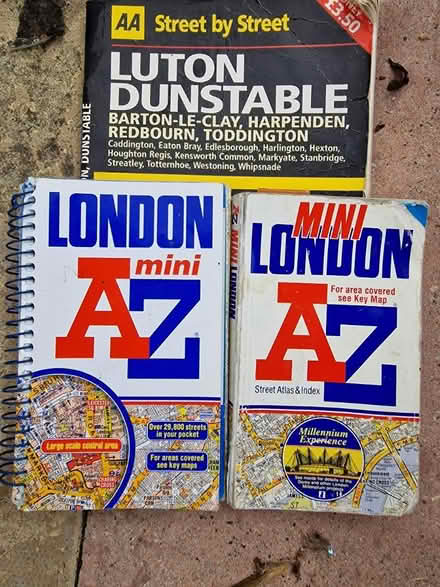 AA Street by Street
£3.50
LUTON
DUNSTABLE
BARTON-LE-CLAY, HARPENDEN,
REDBOURN, TODDINGTON
Caddington, Eaton Bray, Edlesborough, Harlington, Hexton,
Houghton Regis, Kensworth Common, Markyate, Stanbridge,
Streatley, Totternhoe, Westoning, Whipsnade
DUNSTABLE
LONDON
mini
AZ
Large scale central area
Over 29,800 streets
in your pocket
For areas covered
see key maps
MINI LONDON
MINI
LONDON
For area covered
see Key Map
AZ
Street Atlas & Index
Millennium
Experience